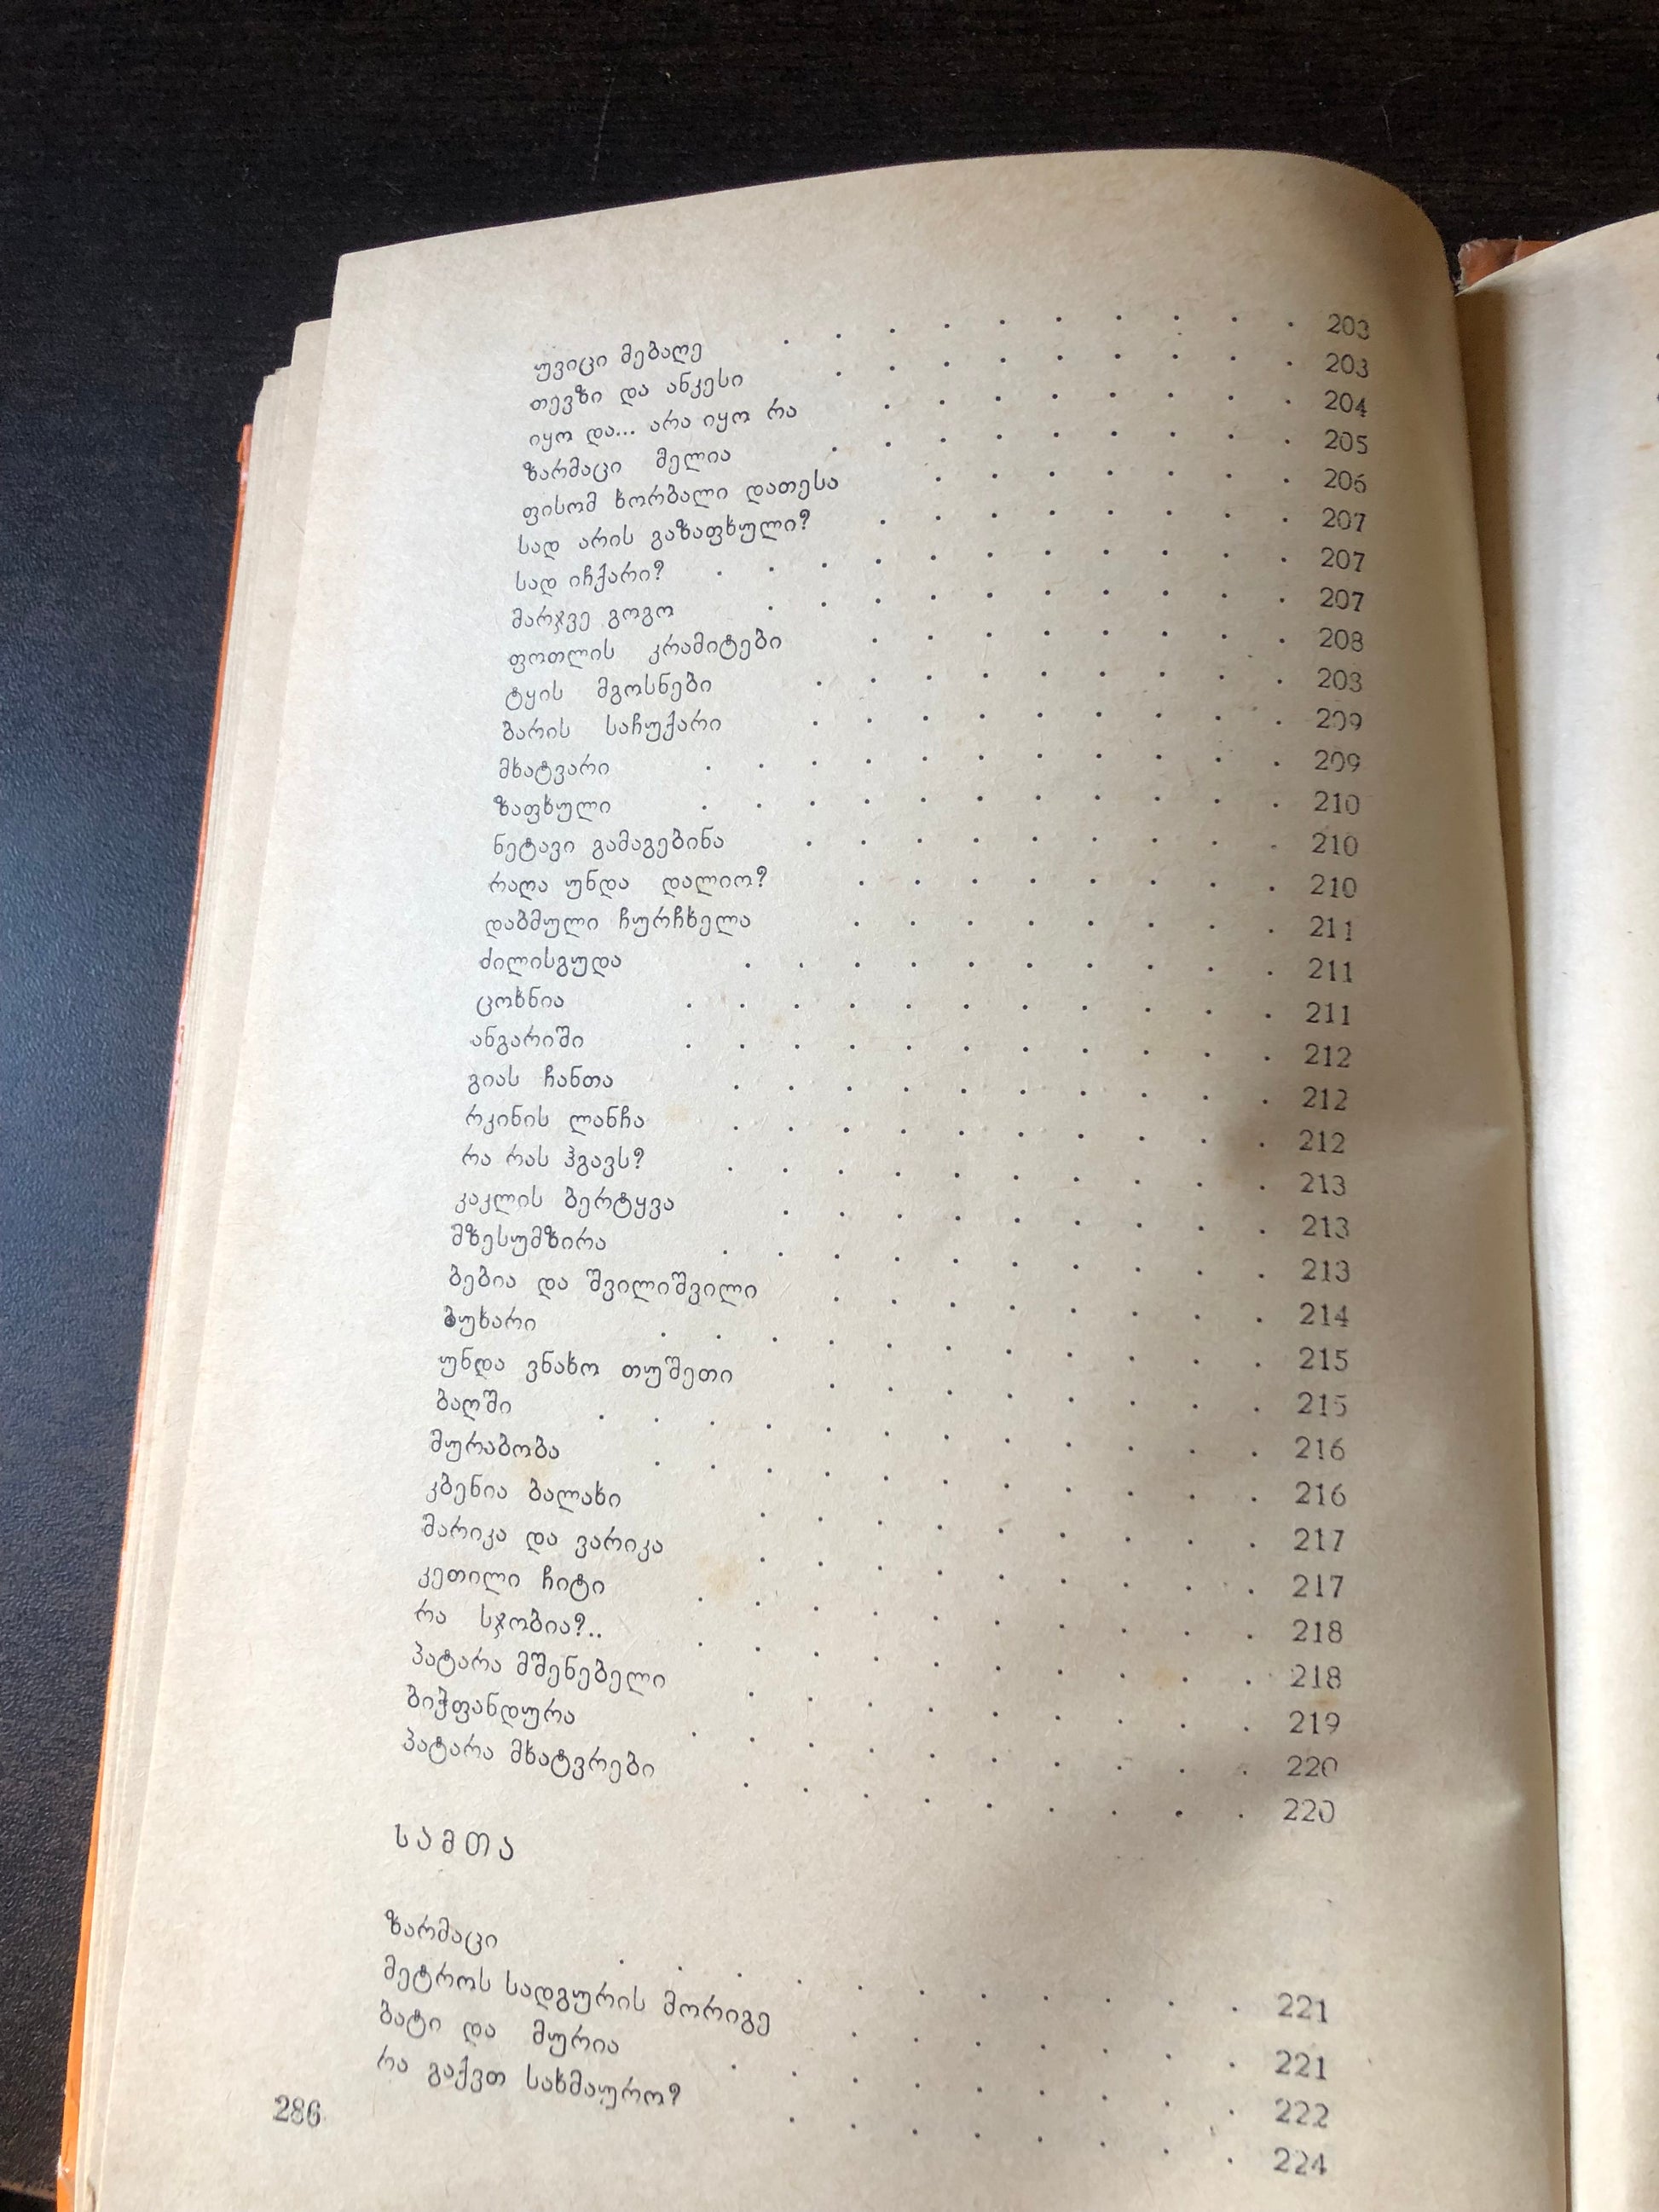 უვიცი მებაღე . . . . . . . . . . 203
თევზი და ანკესი . . . . . . . . . 203
იყო და... არა იყო რა . . . . . . . . 204
ზარმაცი მელია . . . . . . . . . 205
ფისომ ხორბალი დათესა . . . . . . . 206
სად არის გაზაფხული? . . . . . . . . 207
სად იჩქარი? . . . . . . . . . . . 207
მარჯვე გოგო . . . . . . . . . . 207
ფოთლის კრამიტები . . . . . . . . 208
ტყის მგოსნები . . . . . . . . . 203
ბარის საჩუქარი . . . . . . . . . 209
მხატვარი . . . . . . . . . . . 209
ზაფხული . . . . . . . . . . . 210
ნეტავი გამაგებინა . . . . . . . . . 210
რაღა უნდა დალიო? . . . . . . . . 210
დაბმული ჩურჩხელა . . . . . . . . 211
ძილისგუდა . . . . . . . . . . 211
ცოხნია . . . . . . . . . . . 211
ანგარიში . . . . . . . . . . . 212
გიას ჩანთა . . . . . . . . . . 212
რკინის ლანჩა . . . . . . . . . . 212
რა რას ჰგავს? . . . . . . . . . . 213
კაკლის ბერტყვა . . . . . . . . . 213
მზესუმზირა . . . . . . . . . . 213
ბებია და შვილიშვილი . . . . . . . . 214
ბუხარი . . . . . . . . . . . 215
უნდა ვნახო თუშეთი . . . . . . . . 215
ბაღში . . . . . . . . . . . . 216
მურაბობა . . . . . . . . . . . 216
კბენია ბალახი . . . . . . . . . 217
მარიკა და ვარიკა . . . . . . . . . 217
კეთილი ჩიტი . . . . . . . . . . 218
რა სჯობია?.. . . . . . . . . . . 218
პატარა მშენებელი . . . . . . . . . 219
ბიჭფანდურა . . . . . . . . . . 220
პატარა მხატვრები . . . . . . . . . 220
სამთა
ზარმაცი . . . . . . . . . . . 221
მეტროს სადგურის მორიგე . . . . . . . 221
ბატი და მურია . . . . . . . . . 222
რა გაქვთ სახმაურო? . . . . . . . . 224
286